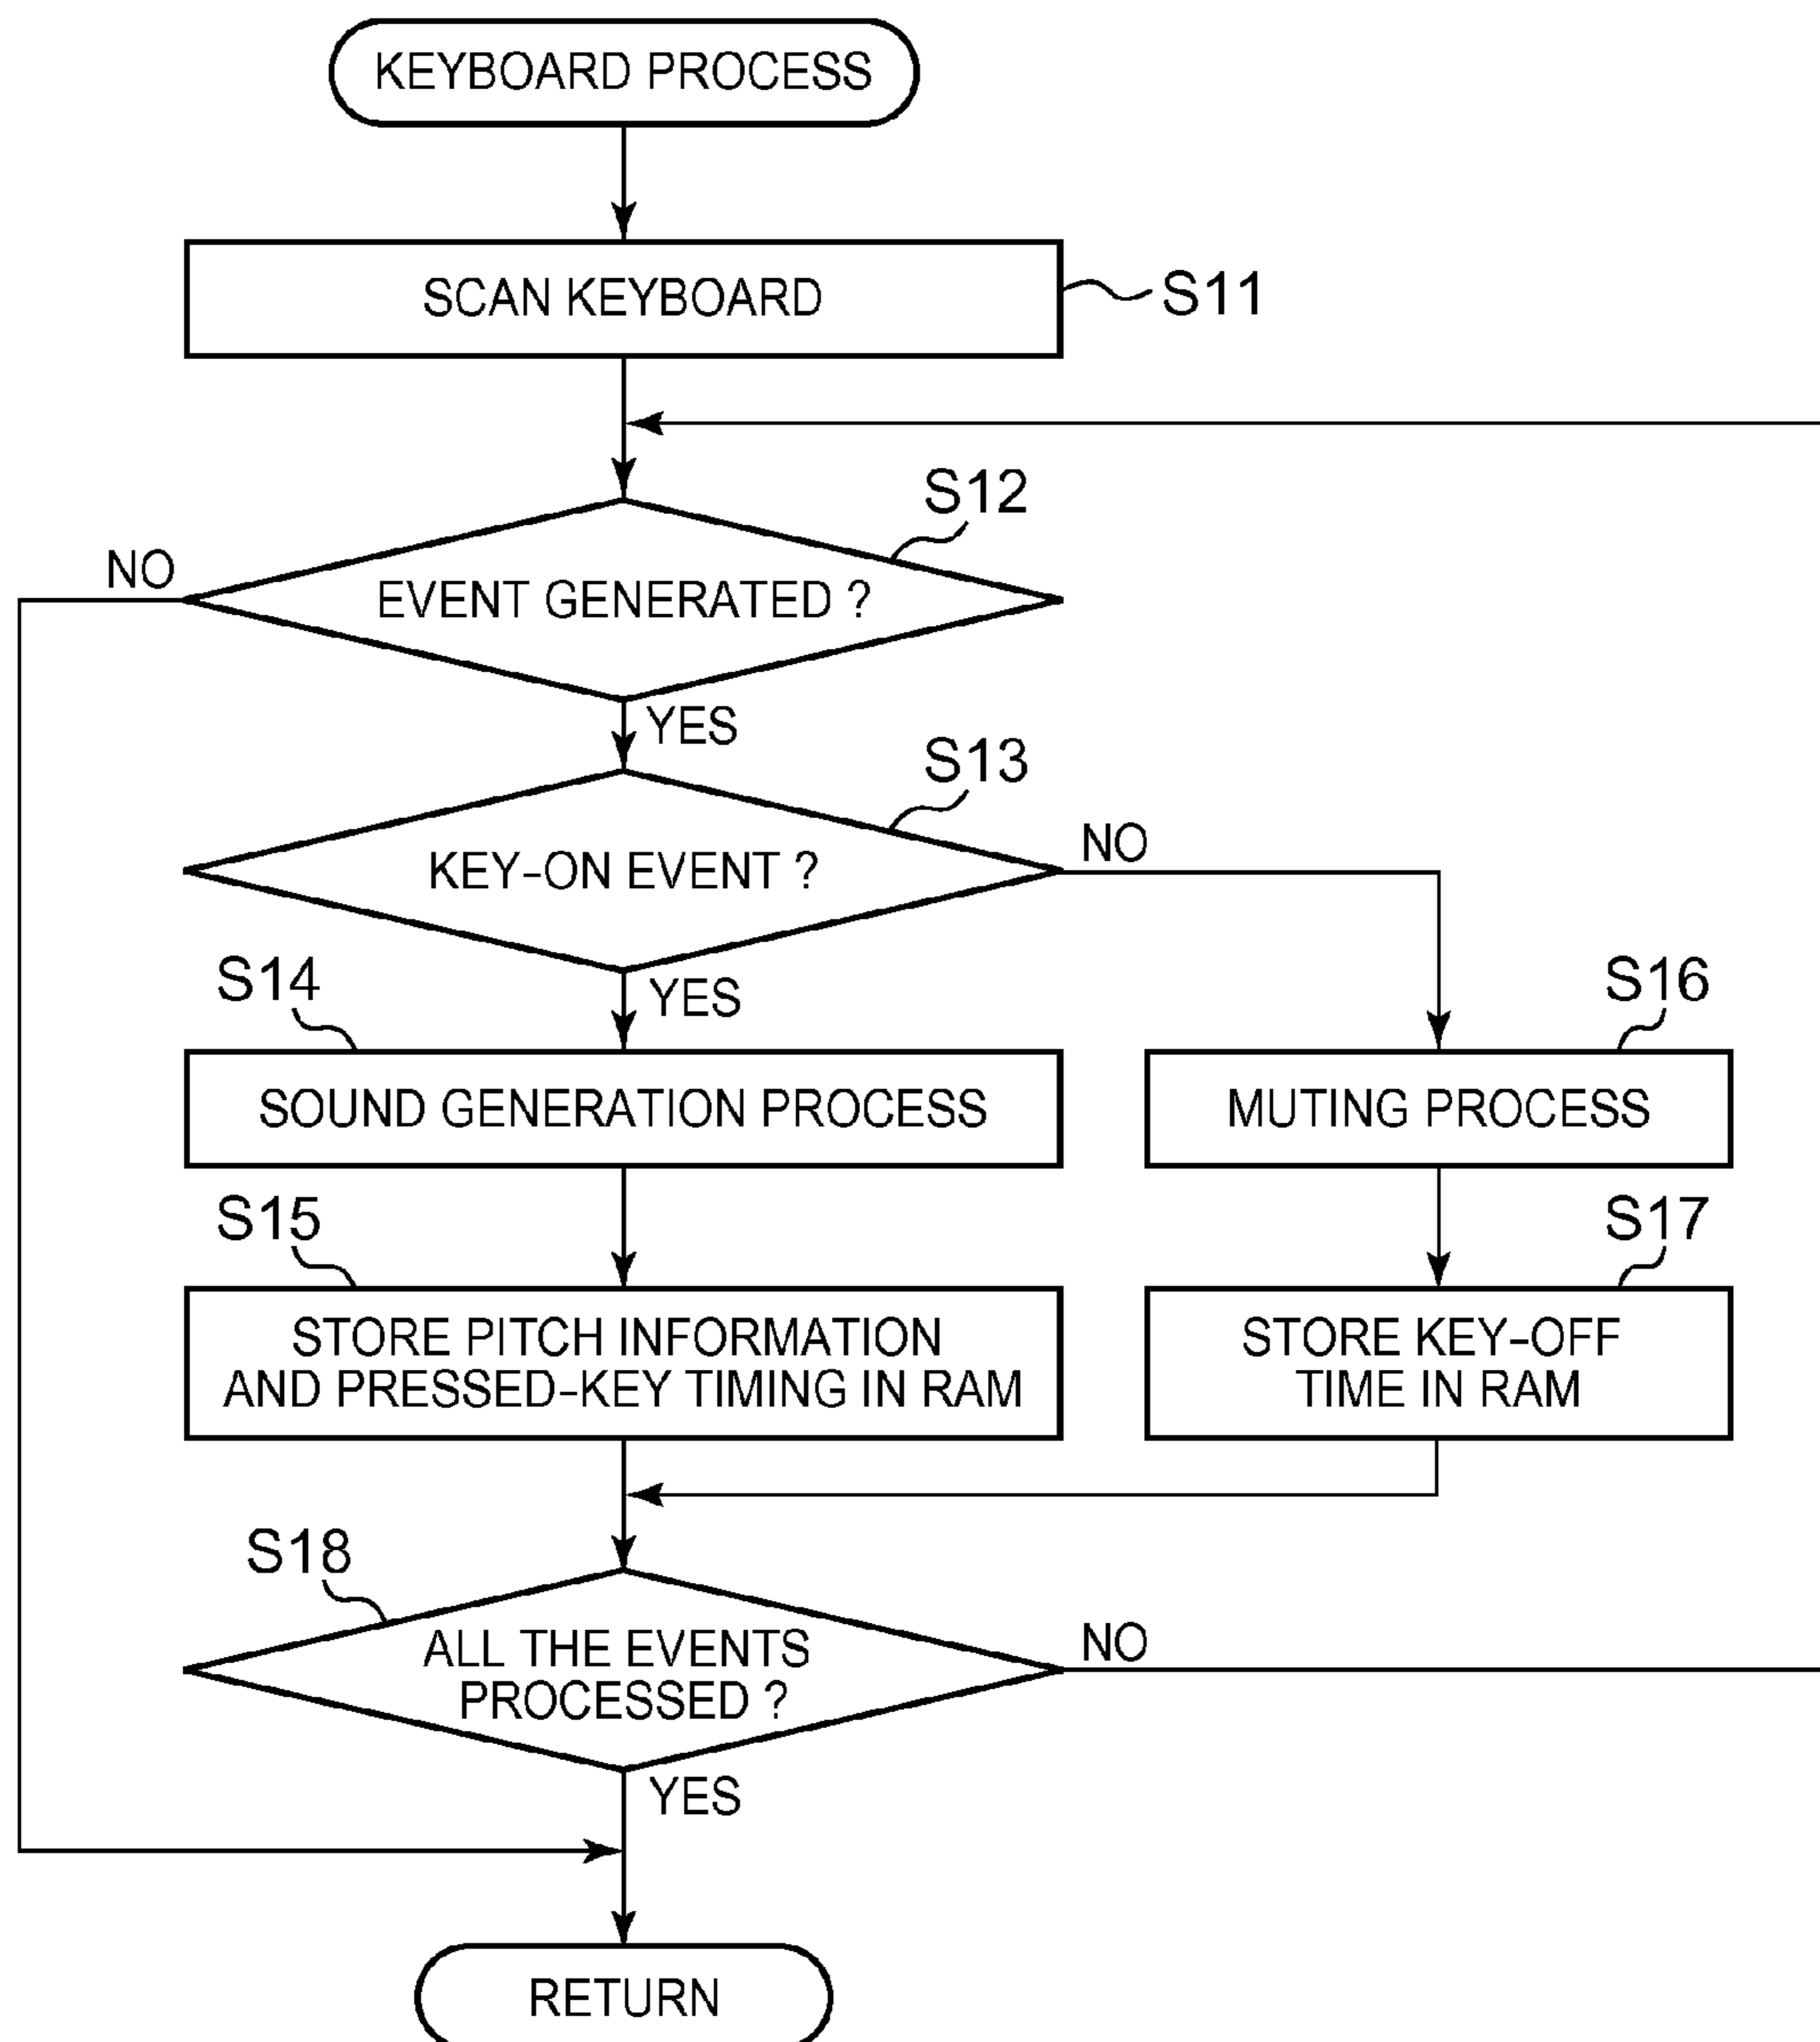 KEYBOARD PROCESS
SCAN KEYBOARD
S11
S12
NO
EVENT GENERATED ?
YES
S13
KEY-ON EVENT ?
NO
YES
S14
S16
SOUND GENERATION PROCESS
MUTING PROCESS
S15
S17
STORE PITCH INFORMATION
AND PRESSED-KEY TIMING IN RAM
STORE KEY-OFF
TIME IN RAM
S18
ALL THE EVENTS
PROCESSED ?
NO
YES
RETURN